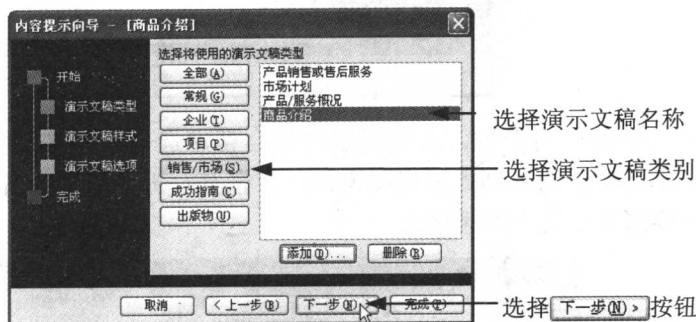 内容提示向导 - [商品介绍]
选择将使用的演示文稿类型
开始
演示文稿类型
演示文稿样式
演示文稿选项
完成
全部(A)
常规(G)
企业(T)
项目(P)
销售/市场(S)
成功指南(C)
出版物(U)
产品销售或售后服务
市场计划
产品/服务概况
商品介绍
添加(D)...
删除(R)
取消
<上一步(B)
下一步(N)
完成(F)
选择演示文稿名称
选择演示文稿类别
选择 下一步(N)> 按钮